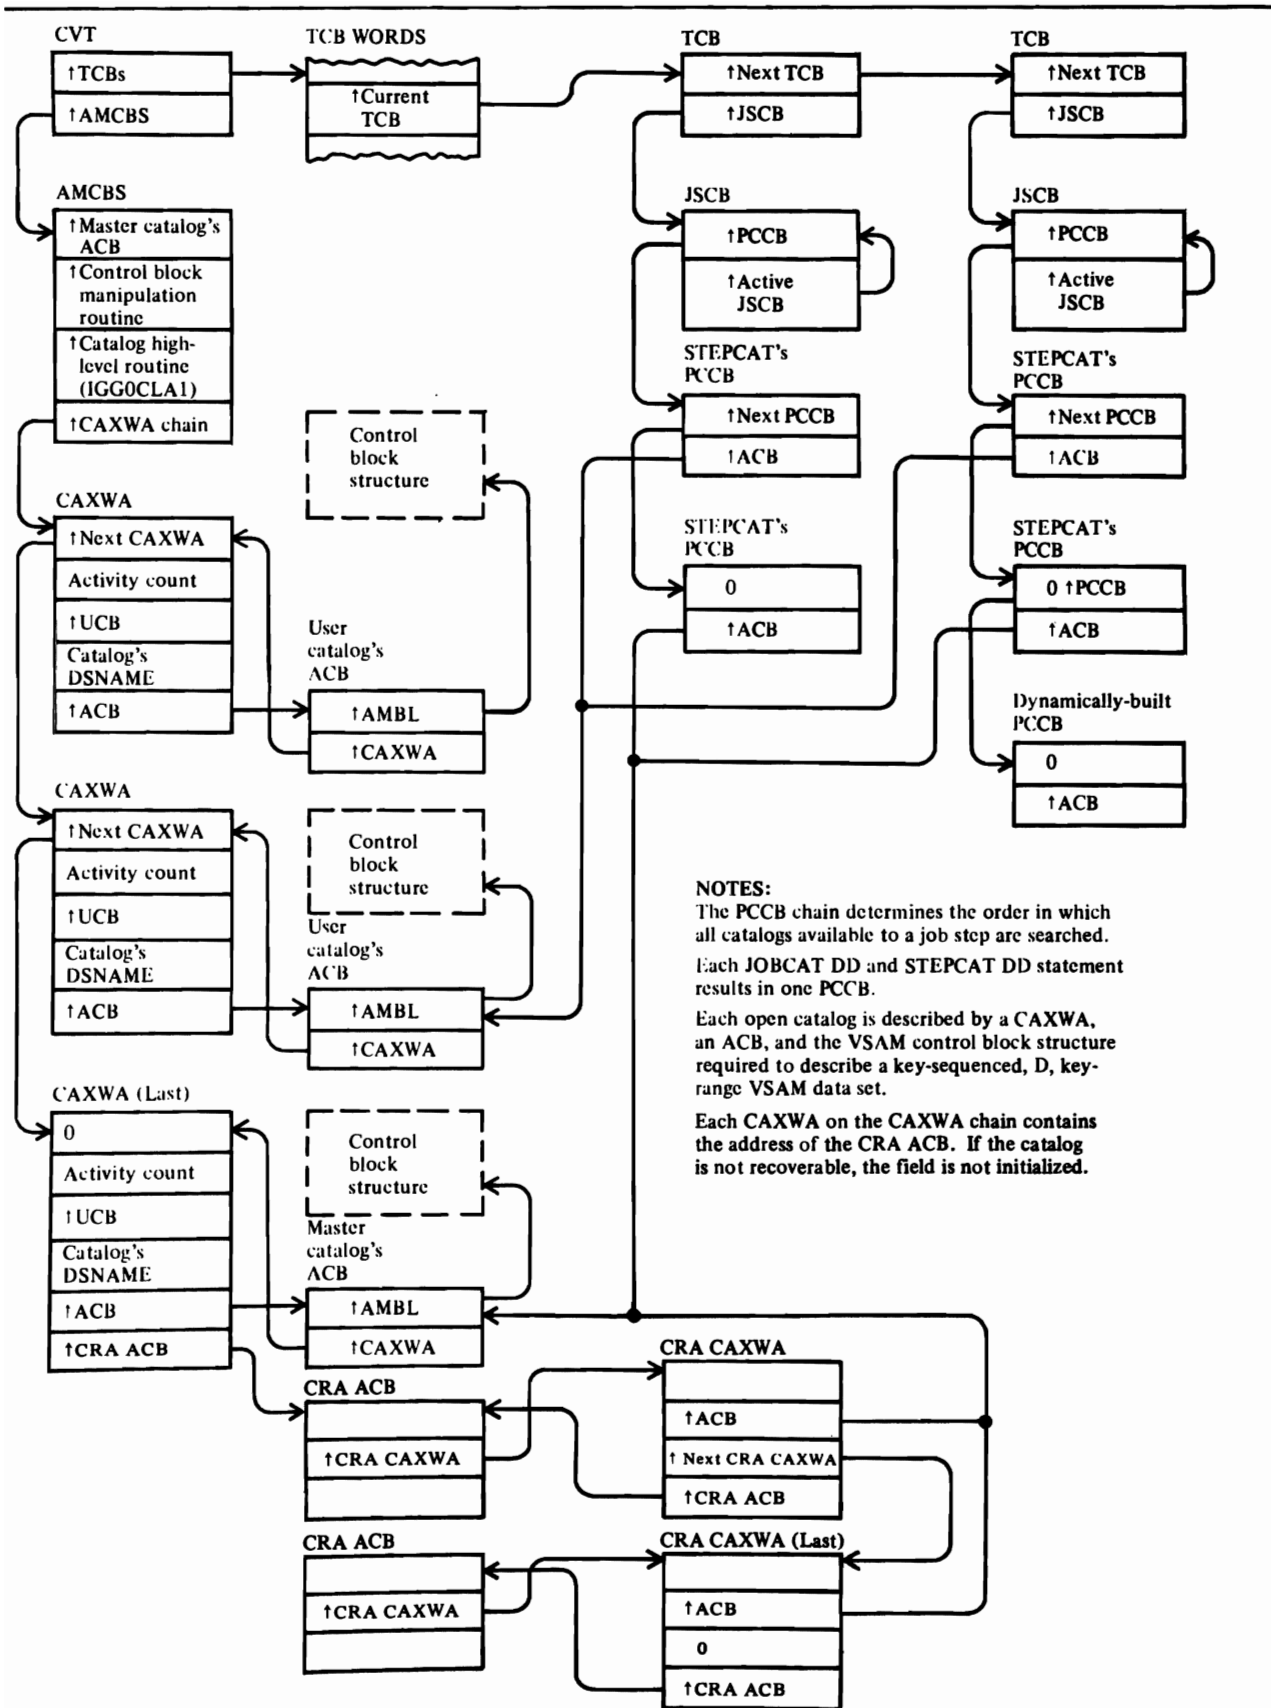 CVT
↑TCBs
↑AMCBS
TCB WORDS
↑Current
TCB
TCB
↑Next TCB
↑JSCB
TCB
↑Next TCB
↑JSCB
AMCBS
↑Master catalog's
ACB
↑Control block
manipulation
routine
↑Catalog high-
level routine
(IGG0CLA1)
↑CAXWA chain
JSCB
↑PCCB
↑Active
JSCB
JSCB
↑PCCB
↑Active
JSCB
STEPCAT's
PCCB
↑Next PCCB
↑ACB
STEPCAT's
PCCB
↑Next PCCB
↑ACB
Control
block
structure
CAXWA
↑Next CAXWA
Activity count
↑UCB
Catalog's
DSNAME
↑ACB
User
catalog's
ACB
↑AMBL
↑CAXWA
STEPCAT's
PCCB
0
↑ACB
STEPCAT's
PCCB
0 ↑PCCB
↑ACB
Dynamically-built
PCCB
0
↑ACB
CAXWA
↑Next CAXWA
Activity count
↑UCB
Catalog's
DSNAME
↑ACB
Control
block
structure
User
catalog's
ACB
↑AMBL
↑CAXWA
NOTES:
The PCCB chain determines the order in which
all catalogs available to a job step are searched.
Each JOBCAT DD and STEPCAT DD statement
results in one PCCB.
Each open catalog is described by a CAXWA,
an ACB, and the VSAM control block structure
required to describe a key-sequenced, D, key-
range VSAM data set.
Each CAXWA on the CAXWA chain contains
the address of the CRA ACB. If the catalog
is not recoverable, the field is not initialized.
CAXWA (Last)
0
Activity count
↑UCB
Catalog's
DSNAME
↑ACB
↑CRA ACB
Control
block
structure
Master
catalog's
ACB
↑AMBL
↑CAXWA
CRA ACB
↑CRA CAXWA
CRA CAXWA
↑ACB
↑ Next CRA CAXWA
↑CRA ACB
CRA ACB
↑CRA CAXWA
CRA CAXWA (Last)
↑ACB
0
↑CRA ACB